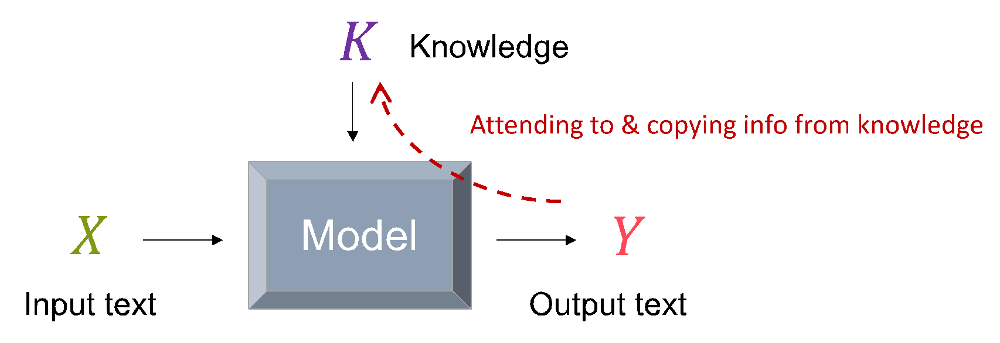 K Knowledge
Attending to & copying info from knowledge
X
Model
Y
Input text
Output text